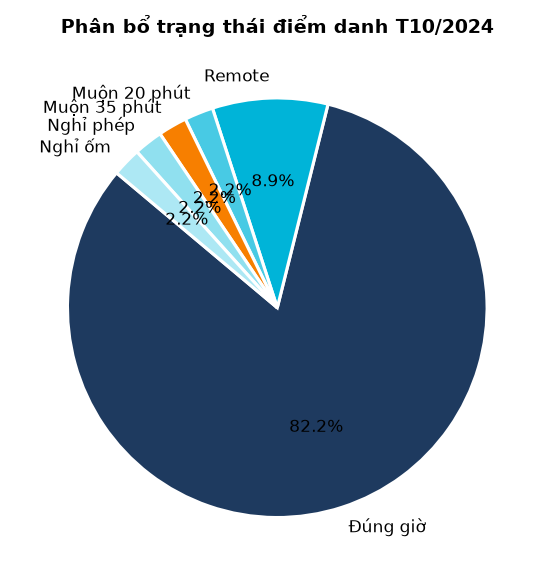 Phân bổ trạng thái điểm danh T10/2024
Remote
Muộn 20 phút
Muộn 35 phút
Nghỉ phép
Nghỉ ốm
8.9%
2.2%
2.2%
2.2%
2.2%
82.2%
Đúng giờ